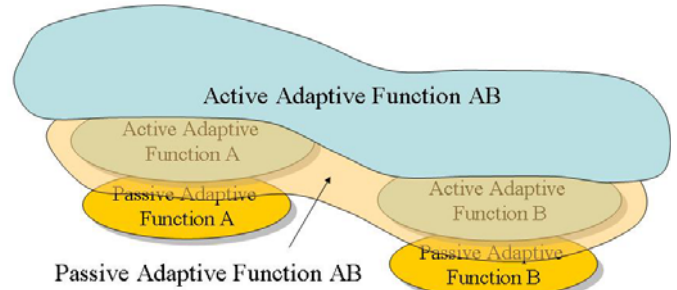 Active Adaptive Function AB
Active Adaptive
Function A
Passive Adaptive
Function A
Active Adaptive
Function B
Passive Adaptive
Function B
Passive Adaptive Function AB